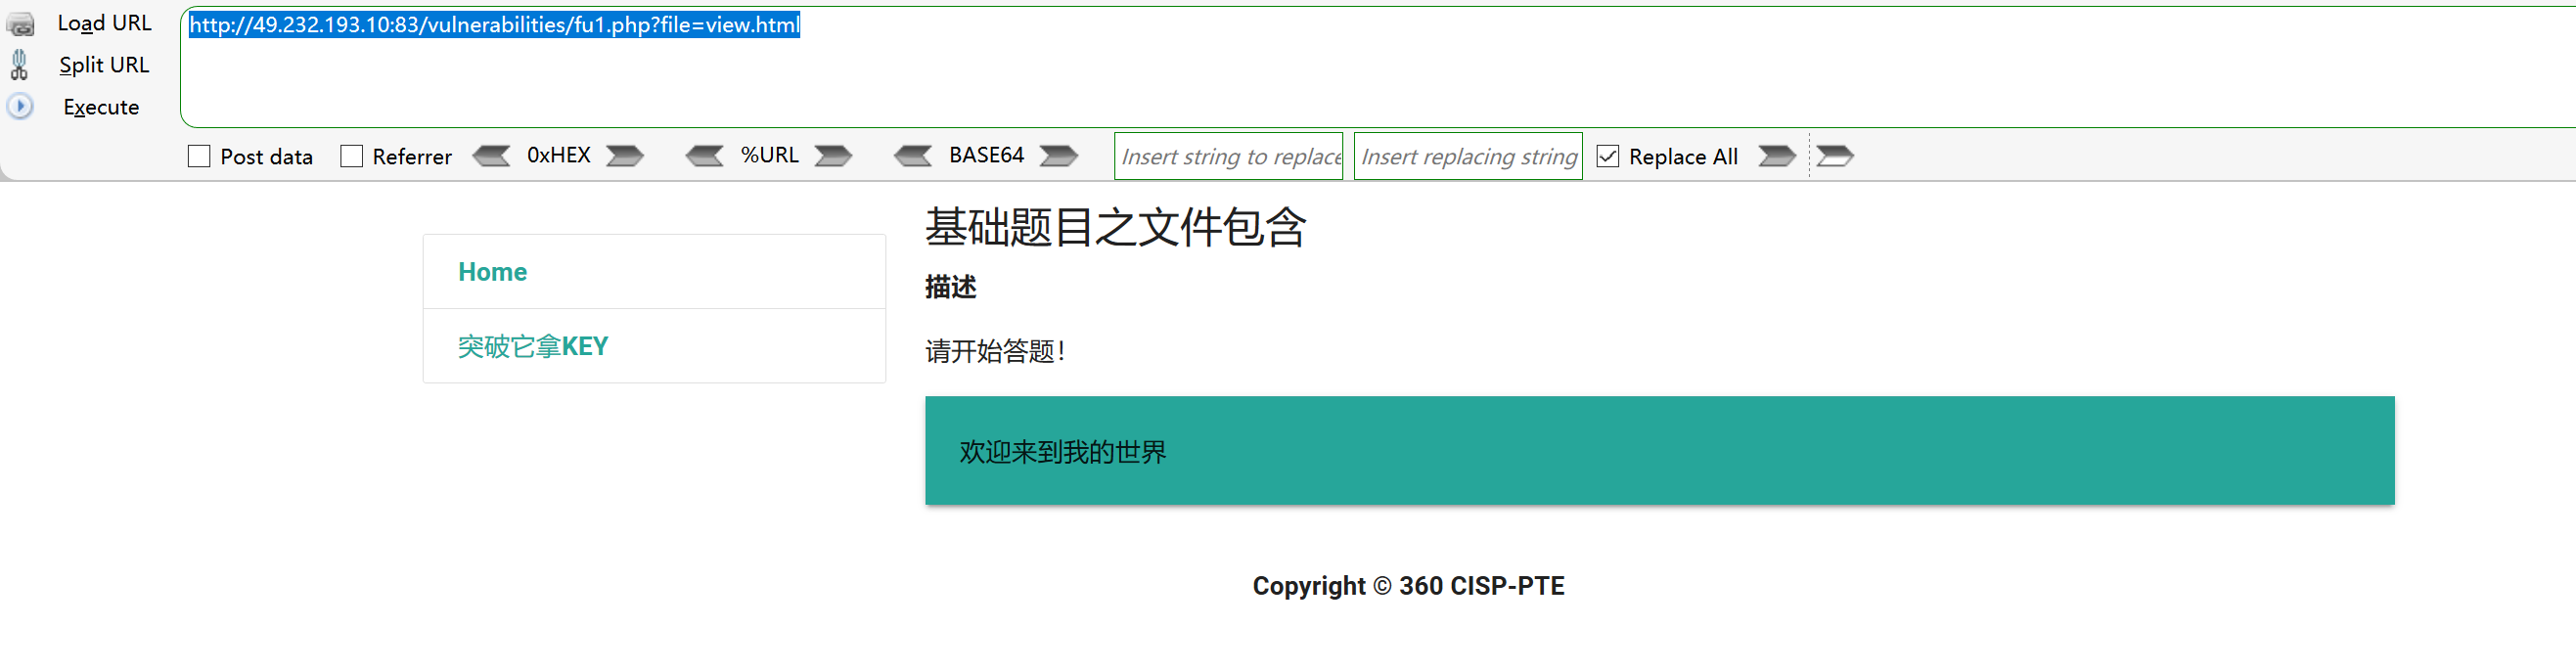 Load URL
http://49.232.193.10:83/vulnerabilities/fu1.php?file=view.html
Split URL
Execute
Post data Referrer 0xHEX %URL BASE64 Insert string to replace Insert replacing string Replace All
基础题目之文件包含
Home
描述
突破它拿KEY
请开始答题!
欢迎来到我的世界
Copyright © 360 CISP-PTE